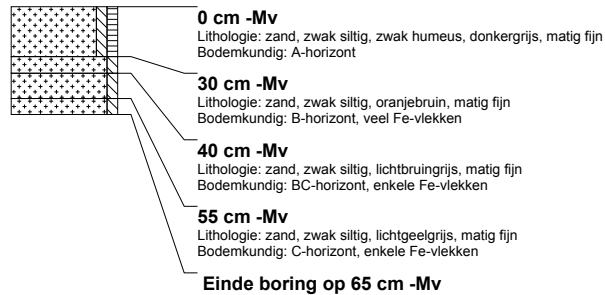 0 cm -Mv
Lithologie: zand, zwak siltig, zwak humeus, donkergrijs, matig fijn
Bodemkundig: A-horizont
30 cm -Mv
Lithologie: zand, zwak siltig, oranjebruin, matig fijn
Bodemkundig: B-horizont, veel Fe-vlekken
40 cm -Mv
Lithologie: zand, zwak siltig, lichtbruingrijs, matig fijn
Bodemkundig: BC-horizont, enkele Fe-vlekken
55 cm -Mv
Lithologie: zand, zwak siltig, lichtgeelgrijs, matig fijn
Bodemkundig: C-horizont, enkele Fe-vlekken
Einde boring op 65 cm -Mv